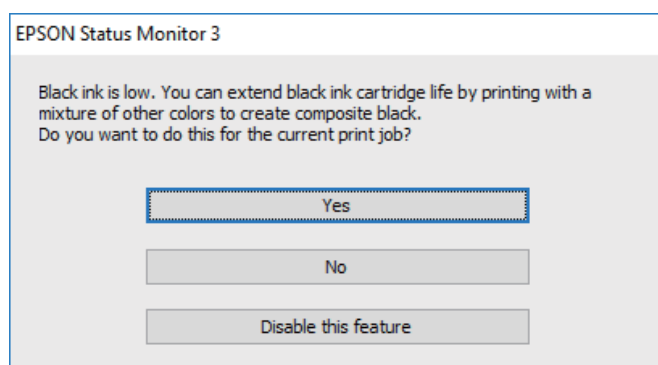 EPSON Status Monitor 3
Black ink is low. You can extend black ink cartridge life by printing with a
mixture of other colors to create composite black.
Do you want to do this for the current print job?
Yes
No
Disable this feature